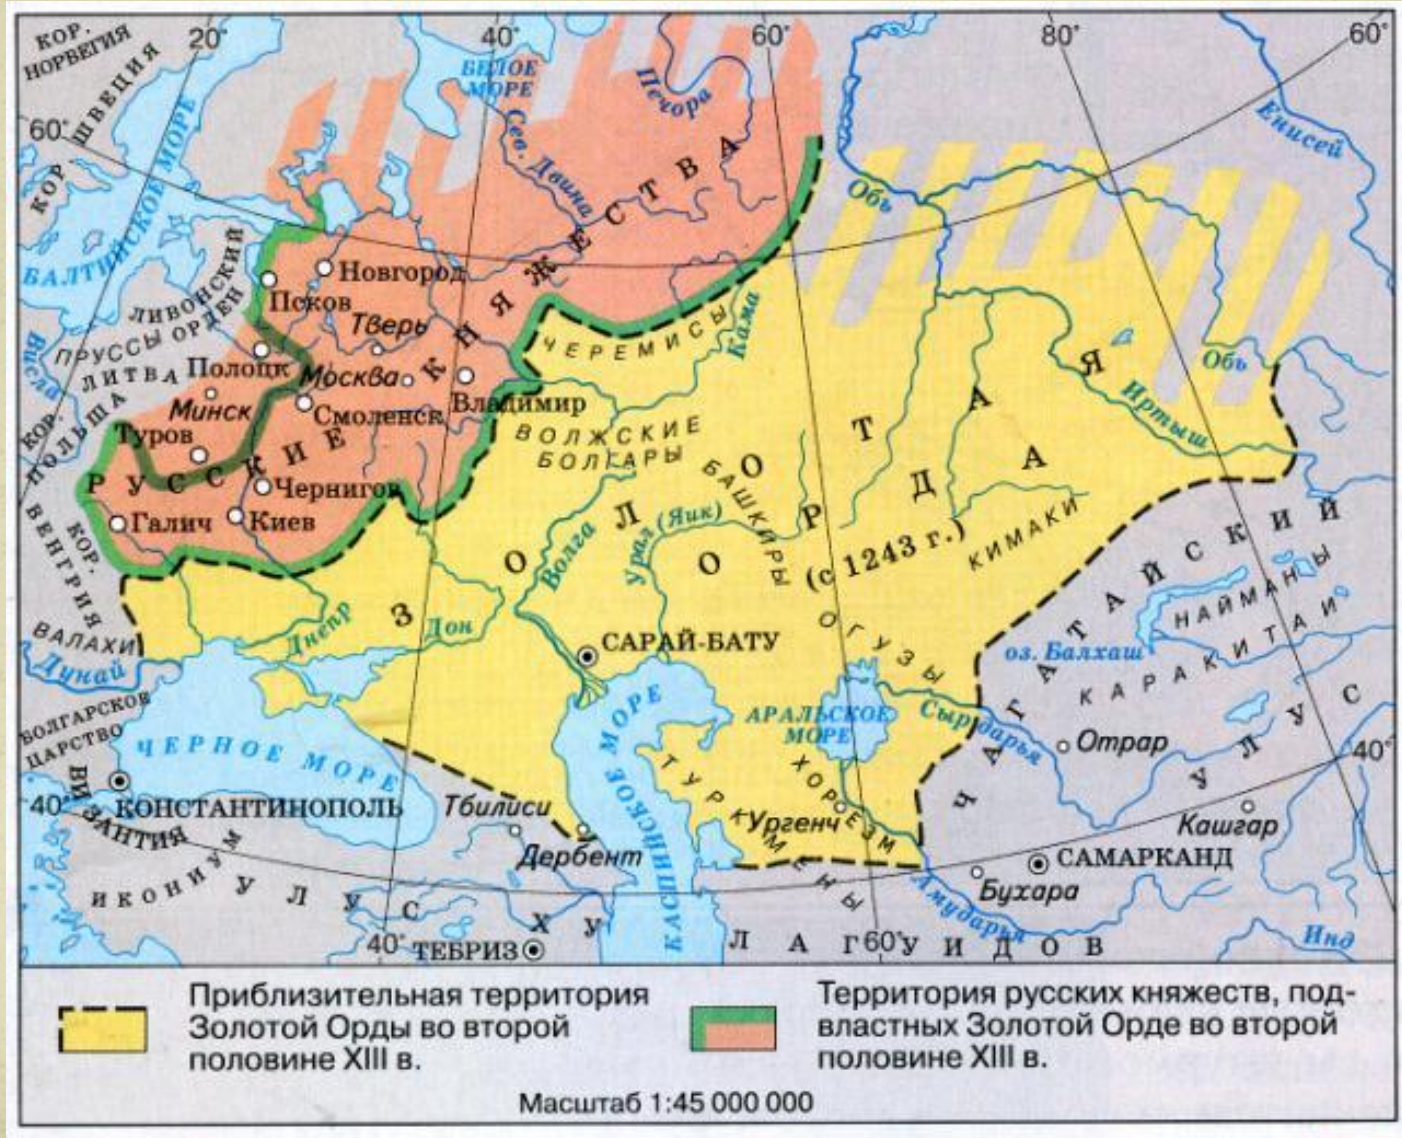 КОР.
НОРВЕГИЯ
20°
40°
60°
80°
60°
КОР. ШВЕЦИЯ
60°
БЕЛОЕ
МОРЕ
Печора
Сев. Двина
Енисей
Обь
БАЛТИЙСКОЕ МОРЕ
РУССКИЕ КНЯЖЕСТВА
Новгород
Псков
ЛИВОНСКИЙ
ОРДЕН
ПРУССЫ
Тверь
ЧЕРЕМИСЫ
Кама
Висла
ЛИТВА
Полоцк
Москва
Минск
Смоленск
Владимир
КОР.
ПОЛЬША
Туров
ВОЛЖСКИЕ
БОЛГАРЫ
Обь
Иртыш
ЗОЛОТАЯ
ОРДА
(с 1243 г.)
БАШКИРЫ
КИМАКИ
Чернигов
Галич
Киев
КОР.
ВЕНГРИЯ
Волга
Урал (Яик)
ЧАГАТАЙСКИЙ УЛУС
НАЙМАНЫ
КАРАКИТАИ
оз. Балхаш
ОГУЗЫ
Днепр
Дон
САРАЙ-БАТУ
ВАЛАХИ
Дунай
БОЛГАРСКОЕ
ЦАРСТВО
ЧЕРНОЕ МОРЕ
КАСПИЙСКОЕ МОРЕ
АРАЛЬСКОЕ
МОРЕ
Сырдарья
Отрар
40°
40°
ВИЗАНТИЯ
КОНСТАНТИНОПОЛЬ
Тбилиси
Дербент
ТУРКМЕНЫ
ХОРЕЗМ
Ургенч
Кашгар
САМАРКАНД
Бухара
Амударья
Инд
ИКОНИУМ
УЛУС ХУЛАГУИДОВ
40°
ТЕБРИЗ
60°
Приблизительная территория
Золотой Орды во второй
половине XIII в.
Территория русских княжеств, под-
властных Золотой Орде во второй
половине XIII в.
Масштаб 1:45 000 000